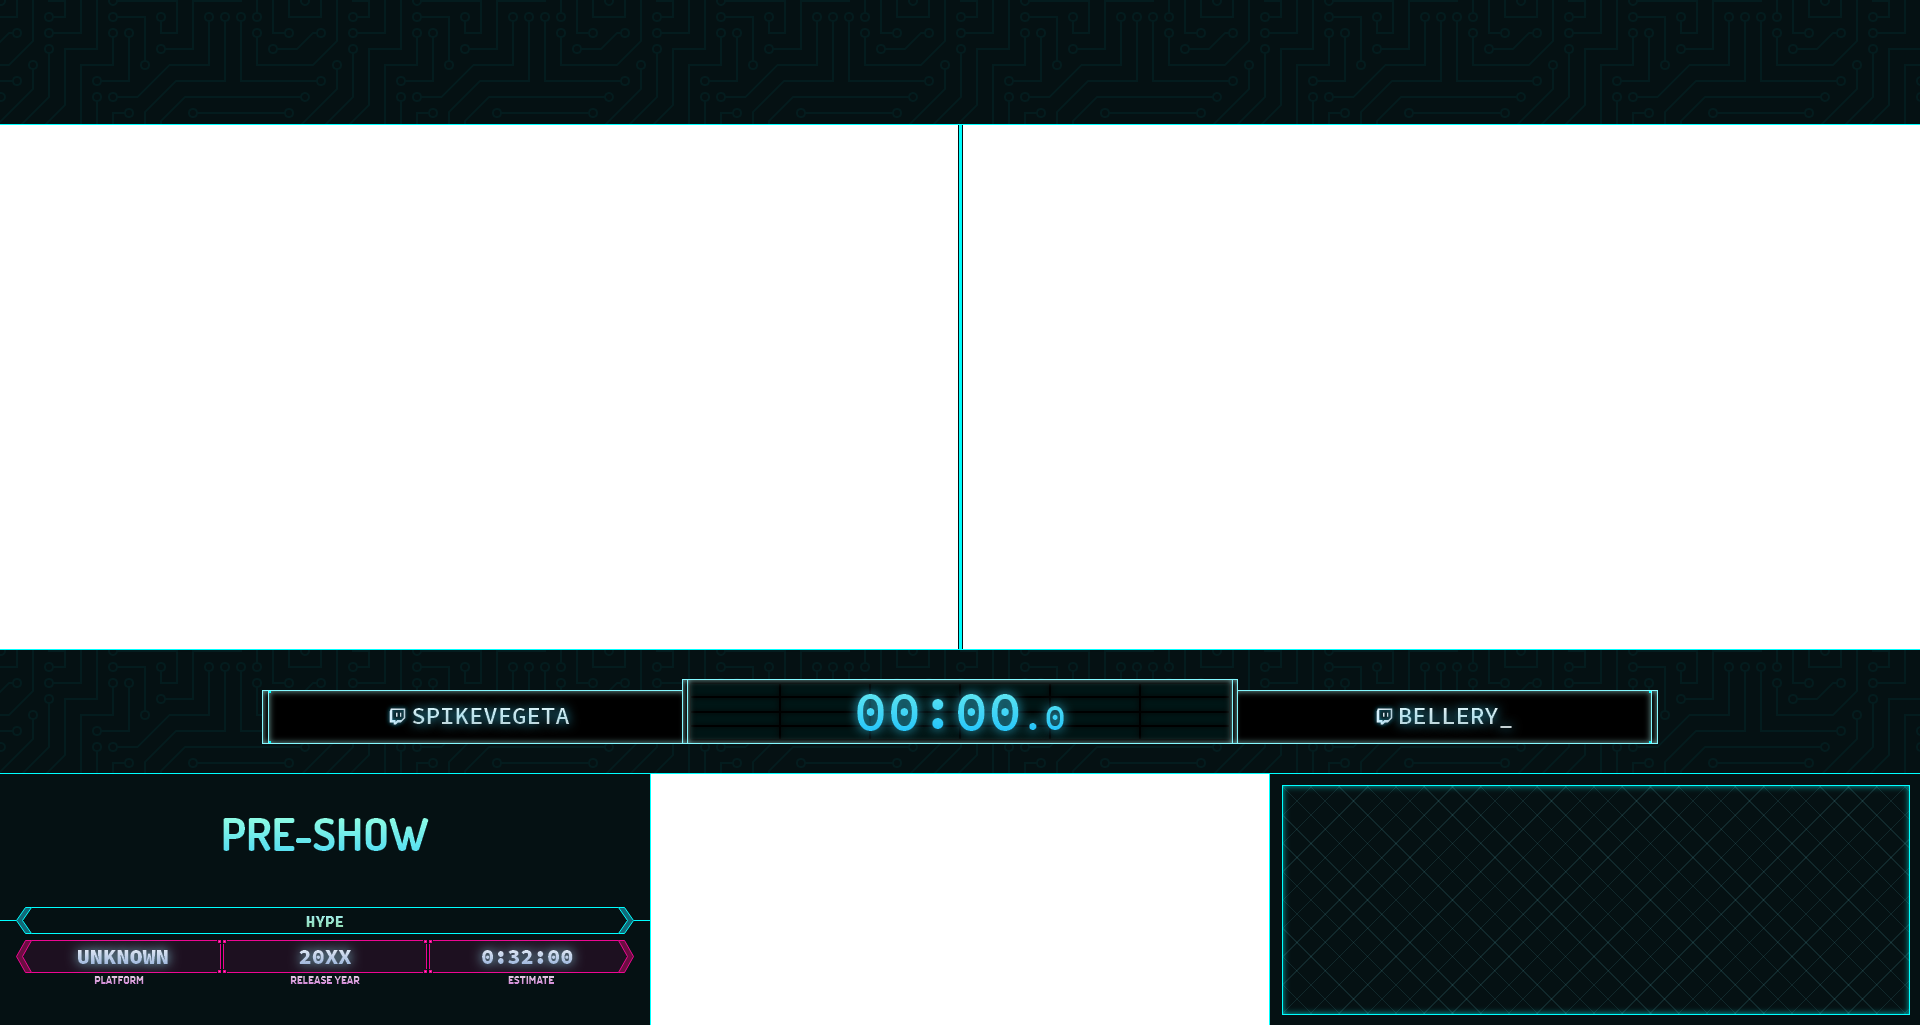 SPIKEVEGETA
00:00.0
BELLERY_
PRE-SHOW
HYPE
UNKNOWN 20XX 0:32:00
PLATFORM RELEASE YEAR ESTIMATE